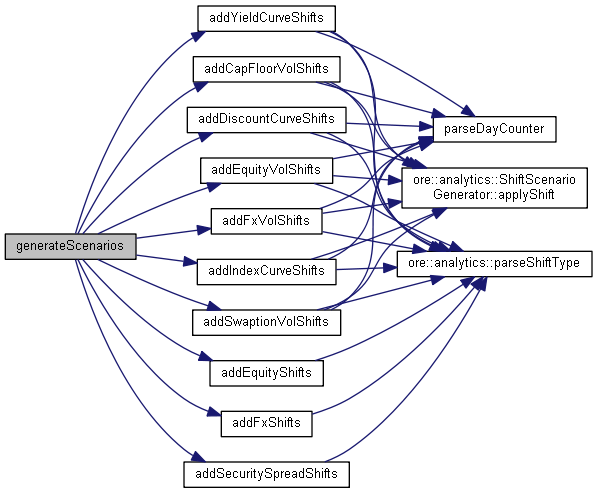 addYieldCurveShifts
addCapFloorVolShifts
addDiscountCurveShifts
parseDayCounter
addEquityVolShifts
ore::analytics::ShiftScenario
Generator::applyShift
addFxVolShifts
generateScenarios
ore::analytics::parseShiftType
addIndexCurveShifts
addSwaptionVolShifts
addEquityShifts
addFxShifts
addSecuritySpreadShifts